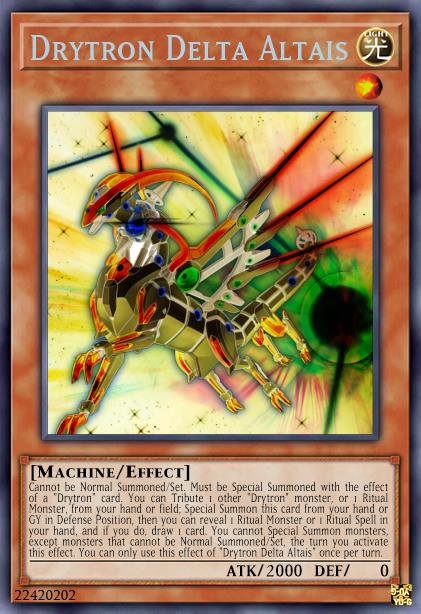 DRYTRON DELTA ALTAIS
LIGHT
光
[MACHINE/EFFECT]
Cannot be Normal Summoned/Set. Must be Special Summoned with the effect
of a "Drytron" card. You can Tribute 1 other "Drytron" monster, or 1 Ritual
Monster, from your hand or field; Special Summon this card from your hand or
GY in Defense Position, then you can reveal 1 Ritual Monster or 1 Ritual Spell in
your hand, and if you do, draw 1 card. You cannot Special Summon monsters,
except monsters that cannot be Normal Summoned/Set, the turn you activate
this effect. You can only use this effect of "Drytron Delta Altais" once per turn.
ATK/2000 DEF/ 0
22420202